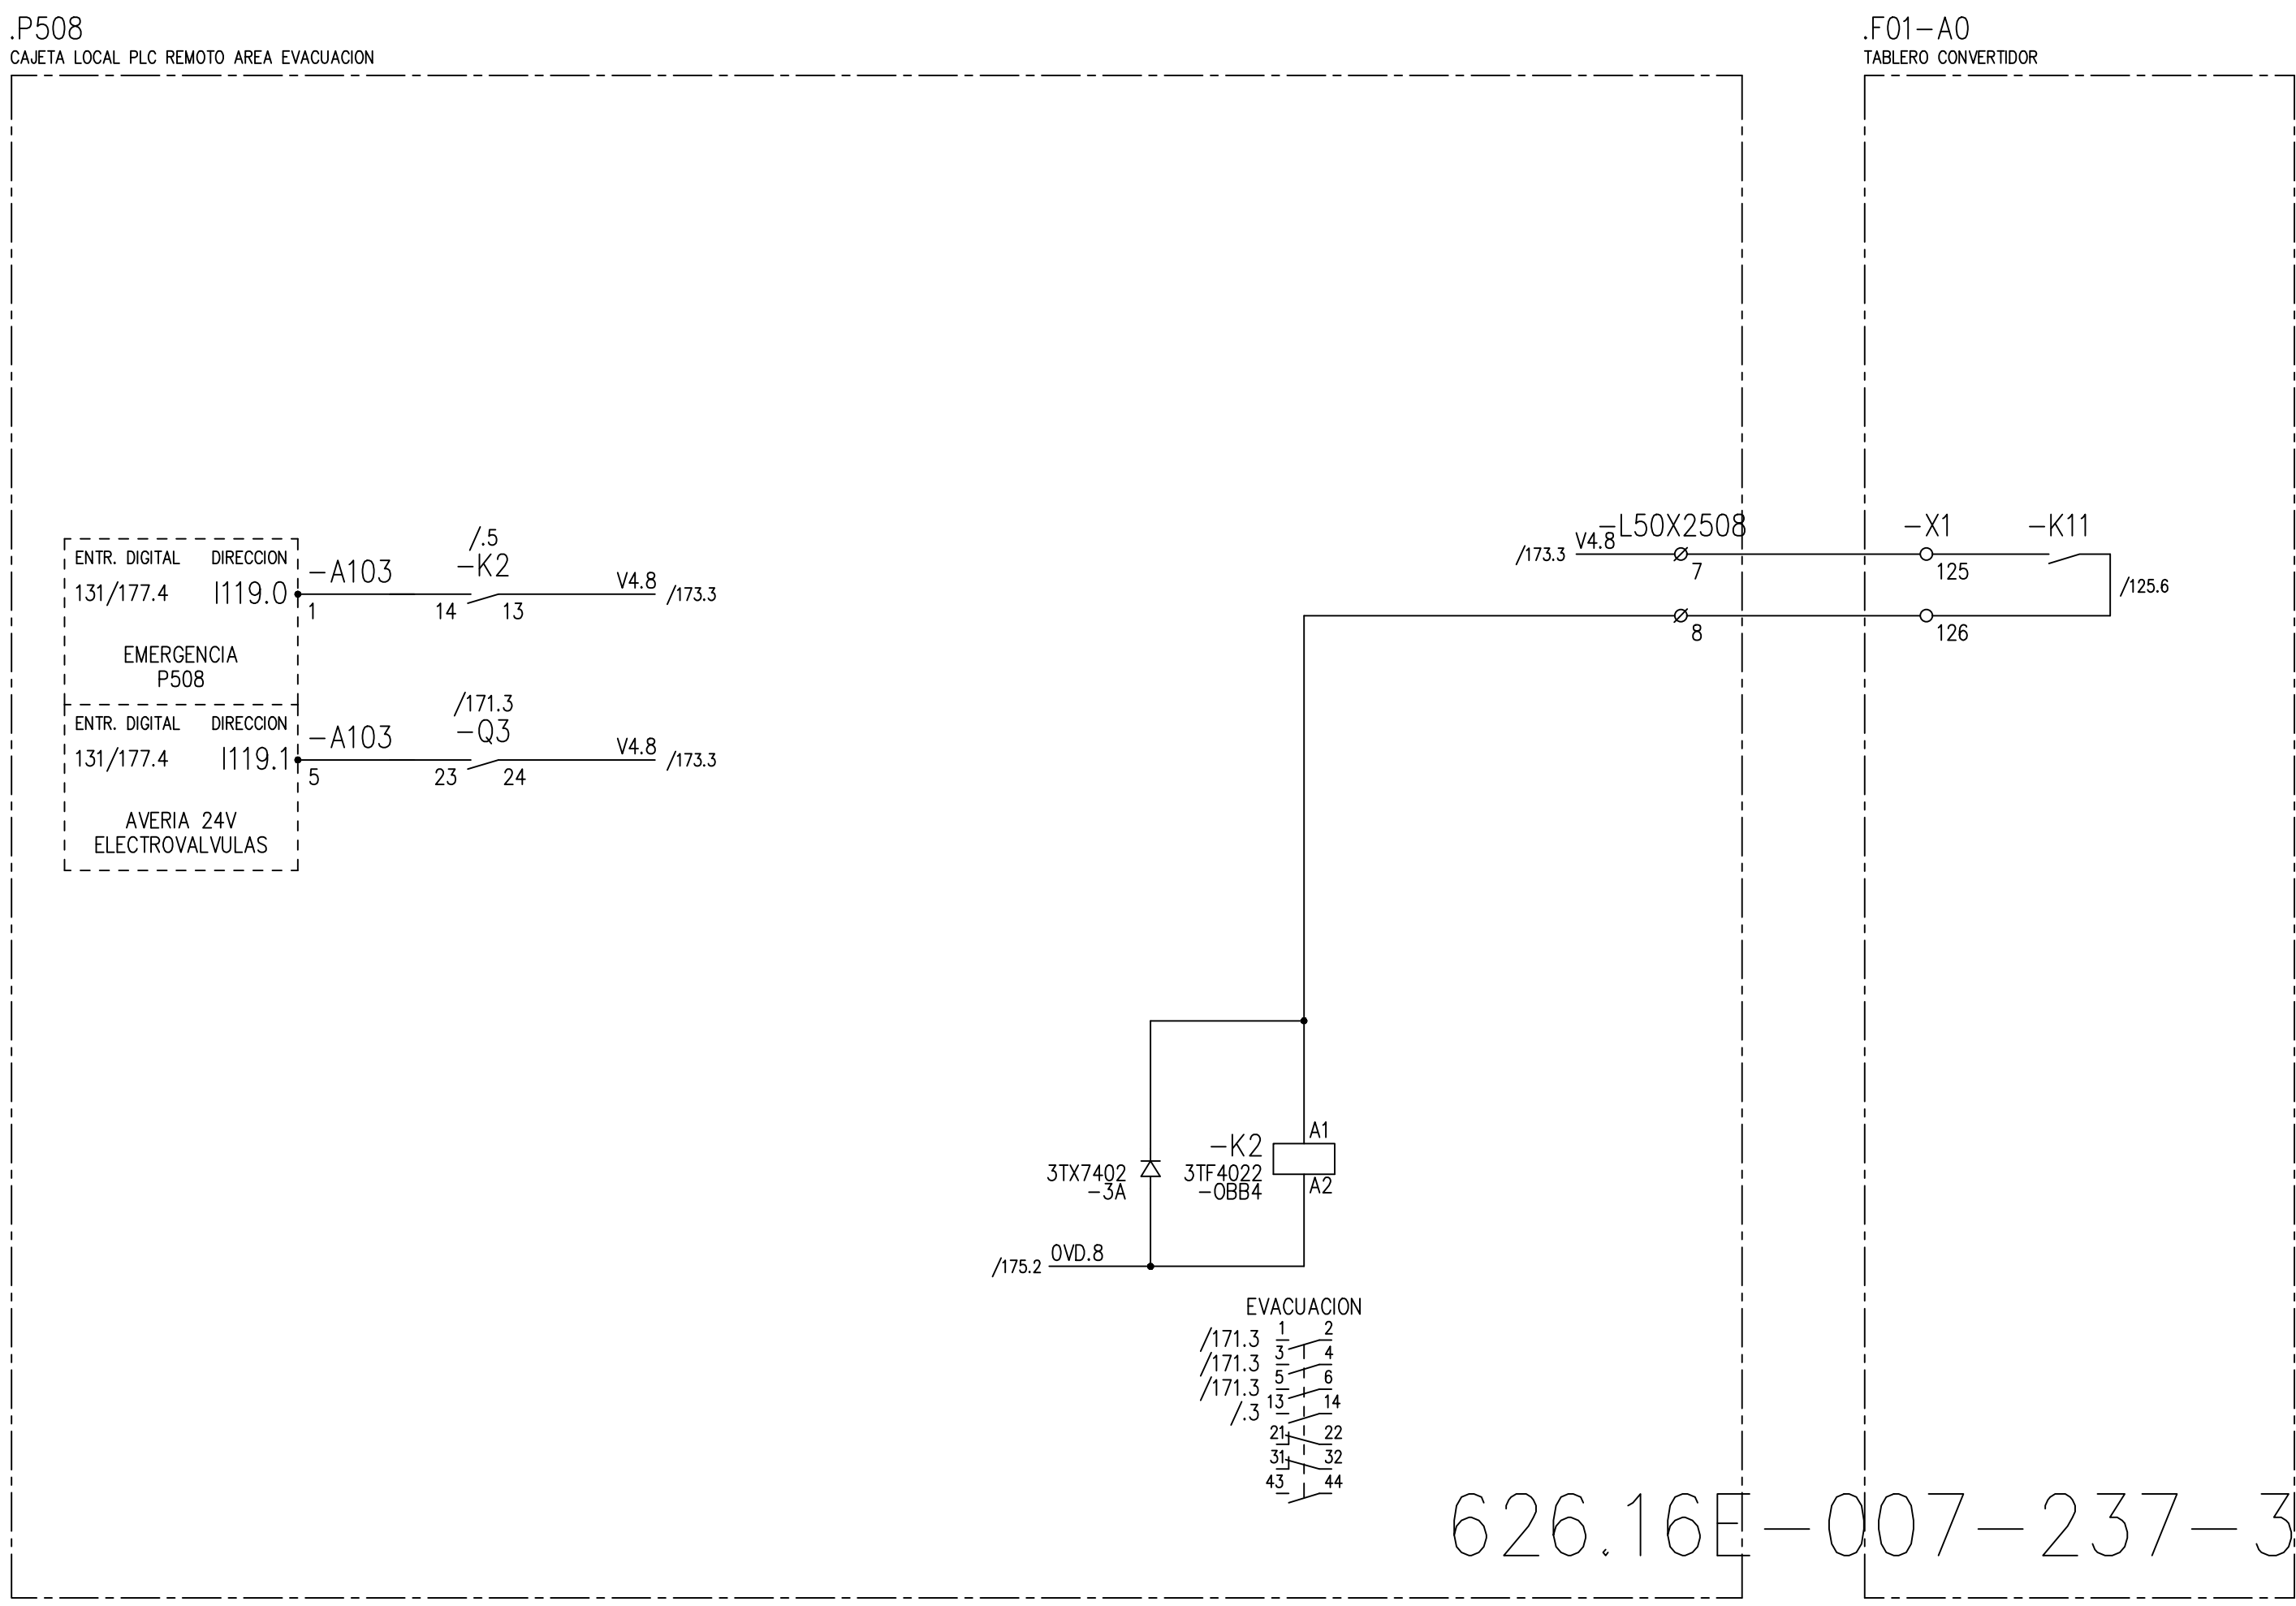 .P508
CAJETA LOCAL PLC REMOTO AREA EVACUACION
.F01-A0
TABLERO CONVERTIDOR
/.5
-K2
ENTR. DIGITAL DIRECCION
131/177.4 I119.0
-A103
1
14
13
V4.8
/173.3
EMERGENCIA
P508
/171.3
-Q3
ENTR. DIGITAL DIRECCION
131/177.4 I119.1
-A103
5
23
24
V4.8
/173.3
AVERIA 24V
ELECTROVALVULAS
/173.3
V4.8
-L50X2508
7
8
-X1
125
126
-K11
/125.6
3TX7402
-3A
-K2
3TF4022
-0BB4
A1
A2
/175.2
0VD.8
EVACUACION
/171.3 1 2
/171.3 3 4
/171.3 5 6
/.3 13 14
21 22
31 32
43 44
626.16E-007-237-3